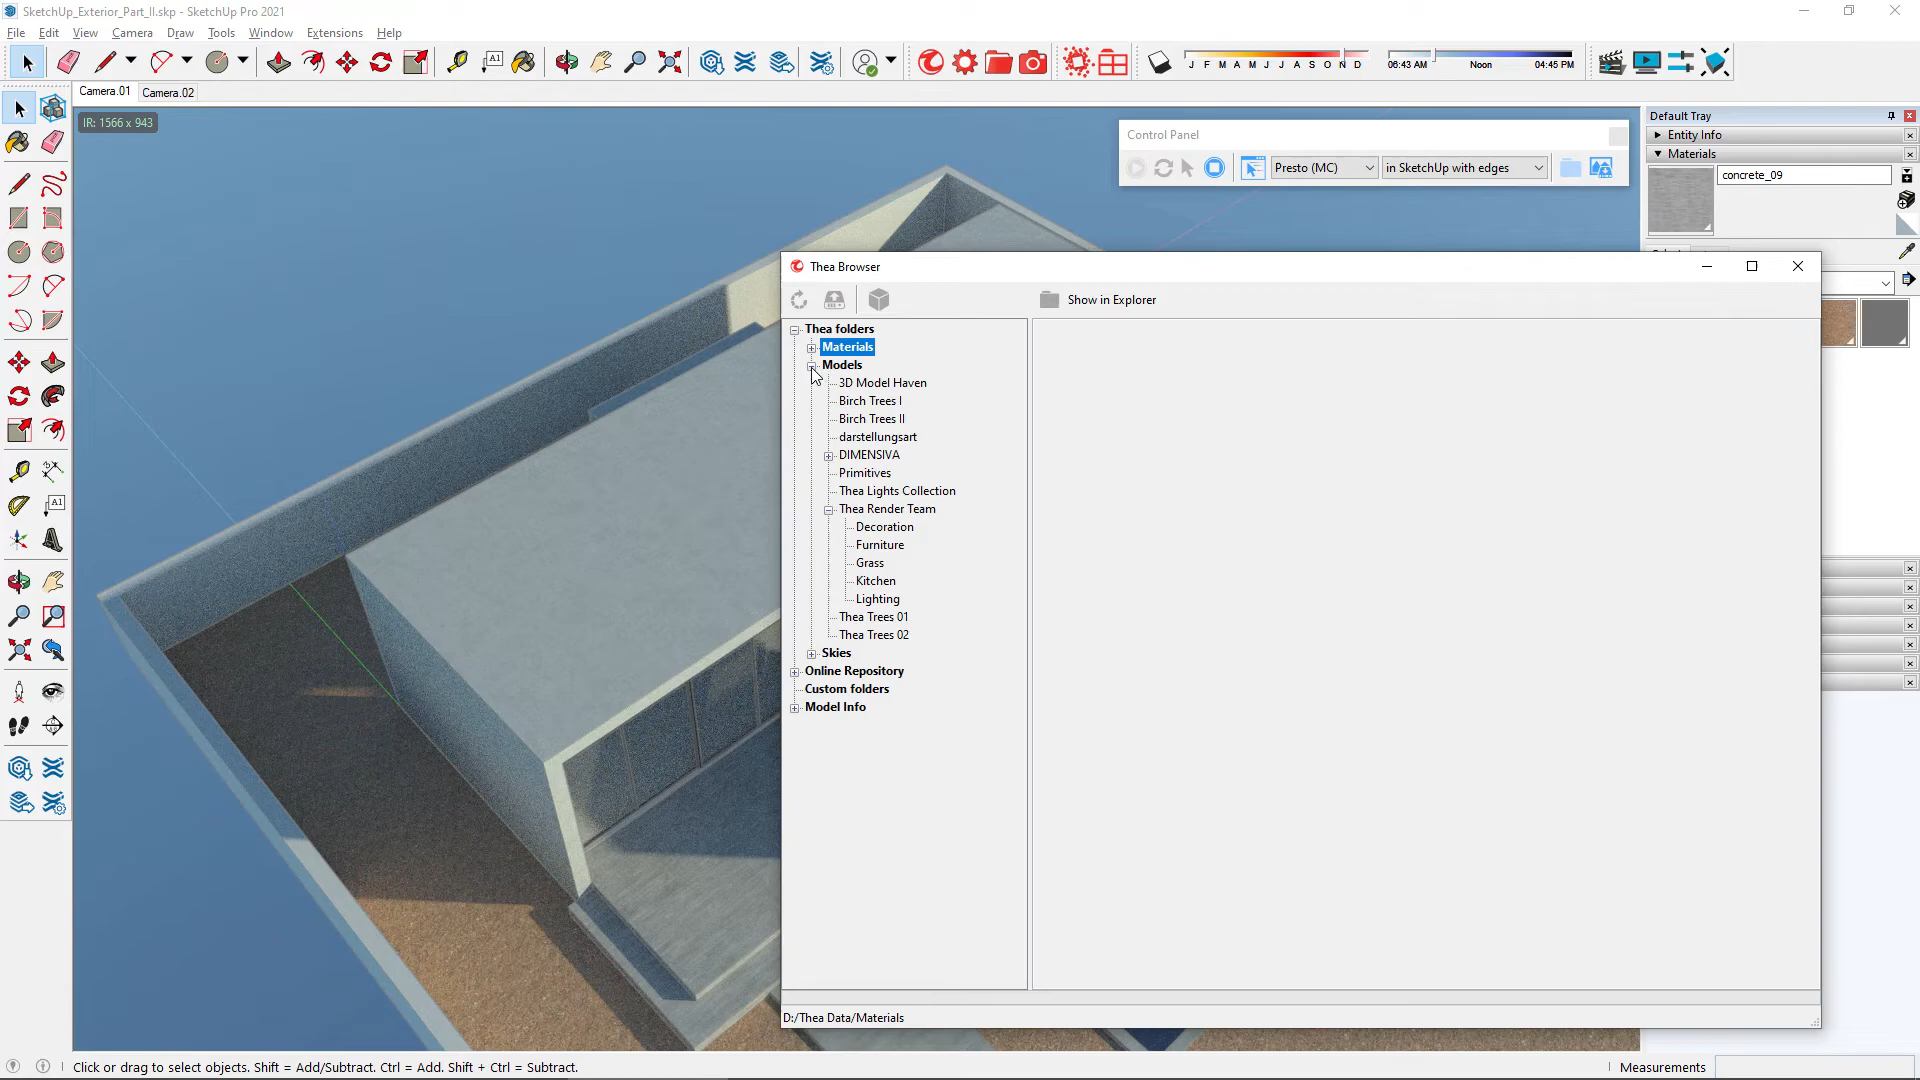 SketchUp_Exterior_Part_II.skp - SketchUp Pro 2021
File Edit View Camera Draw Tools Window Extensions Help
A1
J F M A M J J A S O N D
06:43 AM Noon 04:45 PM
Camera.01 Camera.02
IR: 1566 x 943
Control Panel
Presto (MC) in SketchUp with edges
Default Tray
Entity Info
Materials
concrete_09
Thea Browser
Show in Explorer
Thea folders
Materials
Models
3D Model Haven
Birch Trees I
Birch Trees II
darstellungsart
DIMENSIVA
Primitives
Thea Lights Collection
Thea Render Team
Decoration
Furniture
Grass
Kitchen
Lighting
Thea Trees 01
Thea Trees 02
Skies
Online Repository
Custom folders
Model Info
D:/Thea Data/Materials
A1
Click or drag to select objects. Shift = Add/Subtract. Ctrl = Add. Shift + Ctrl = Subtract.
Measurements